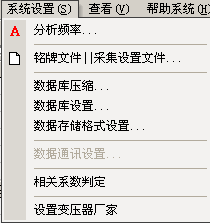 系统设置(S) 查看(V) 帮助系统(H)
A 分析频率...
铭牌文件||采集设置文件...
数据库压缩...
数据库设置...
数据存储格式设置...
数据通讯设置...
相关系数判定
设置变压器厂家